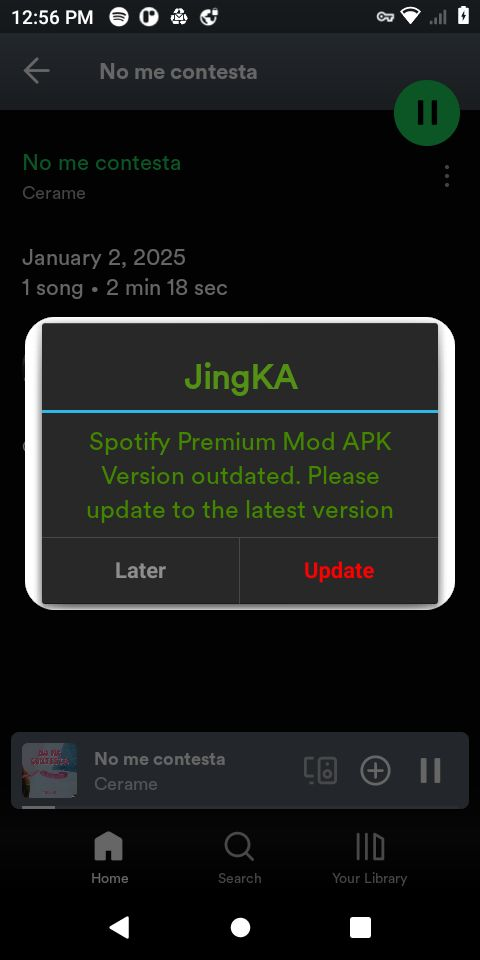 12:56 PM
No me contesta
No me contesta
Cerame
January 2, 2025
1 song • 2 min 18 sec
JingKA
Spotify Premium Mod APK
Version outdated. Please
update to the latest version
Later
Update
No me contesta
Cerame
Home
Search
Your Library